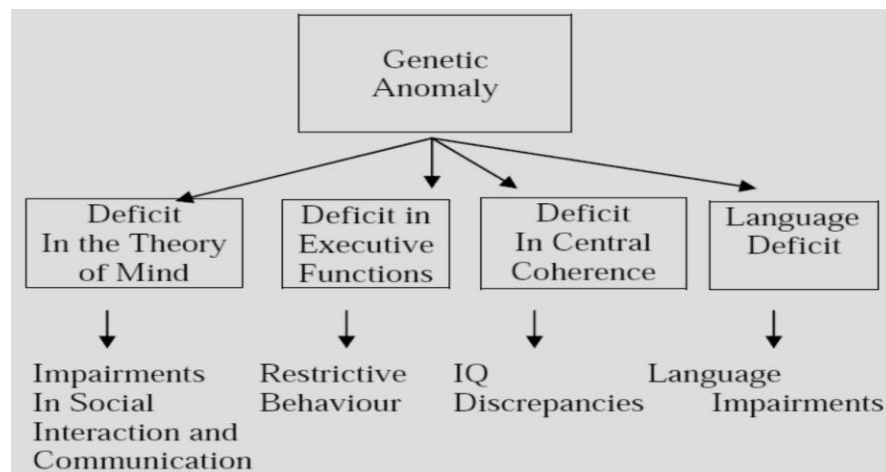 Genetic
Anomaly
Deficit
In the Theory
of Mind
Deficit in
Executive
Functions
Deficit
In Central
Coherence
Language
Deficit
Impairments
In Social
Interaction and
Communication
Restrictive
Behaviour
IQ
Discrepancies
Language
Impairments